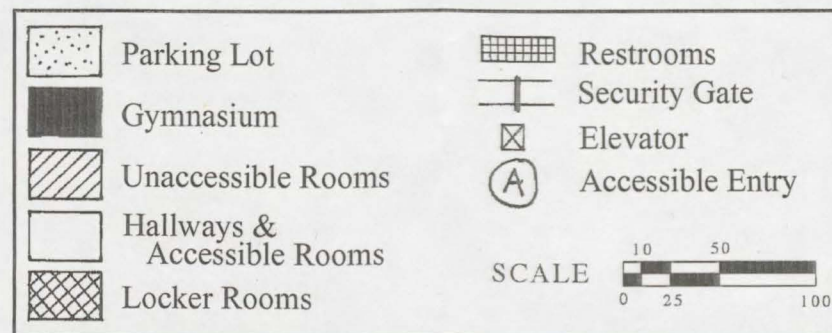 Parking Lot
Gymnasium
Unaccessible Rooms
Hallways &
Accessible Rooms
Locker Rooms
Restrooms
Security Gate
Elevator
A Accessible Entry
SCALE
10 50
0 25 100